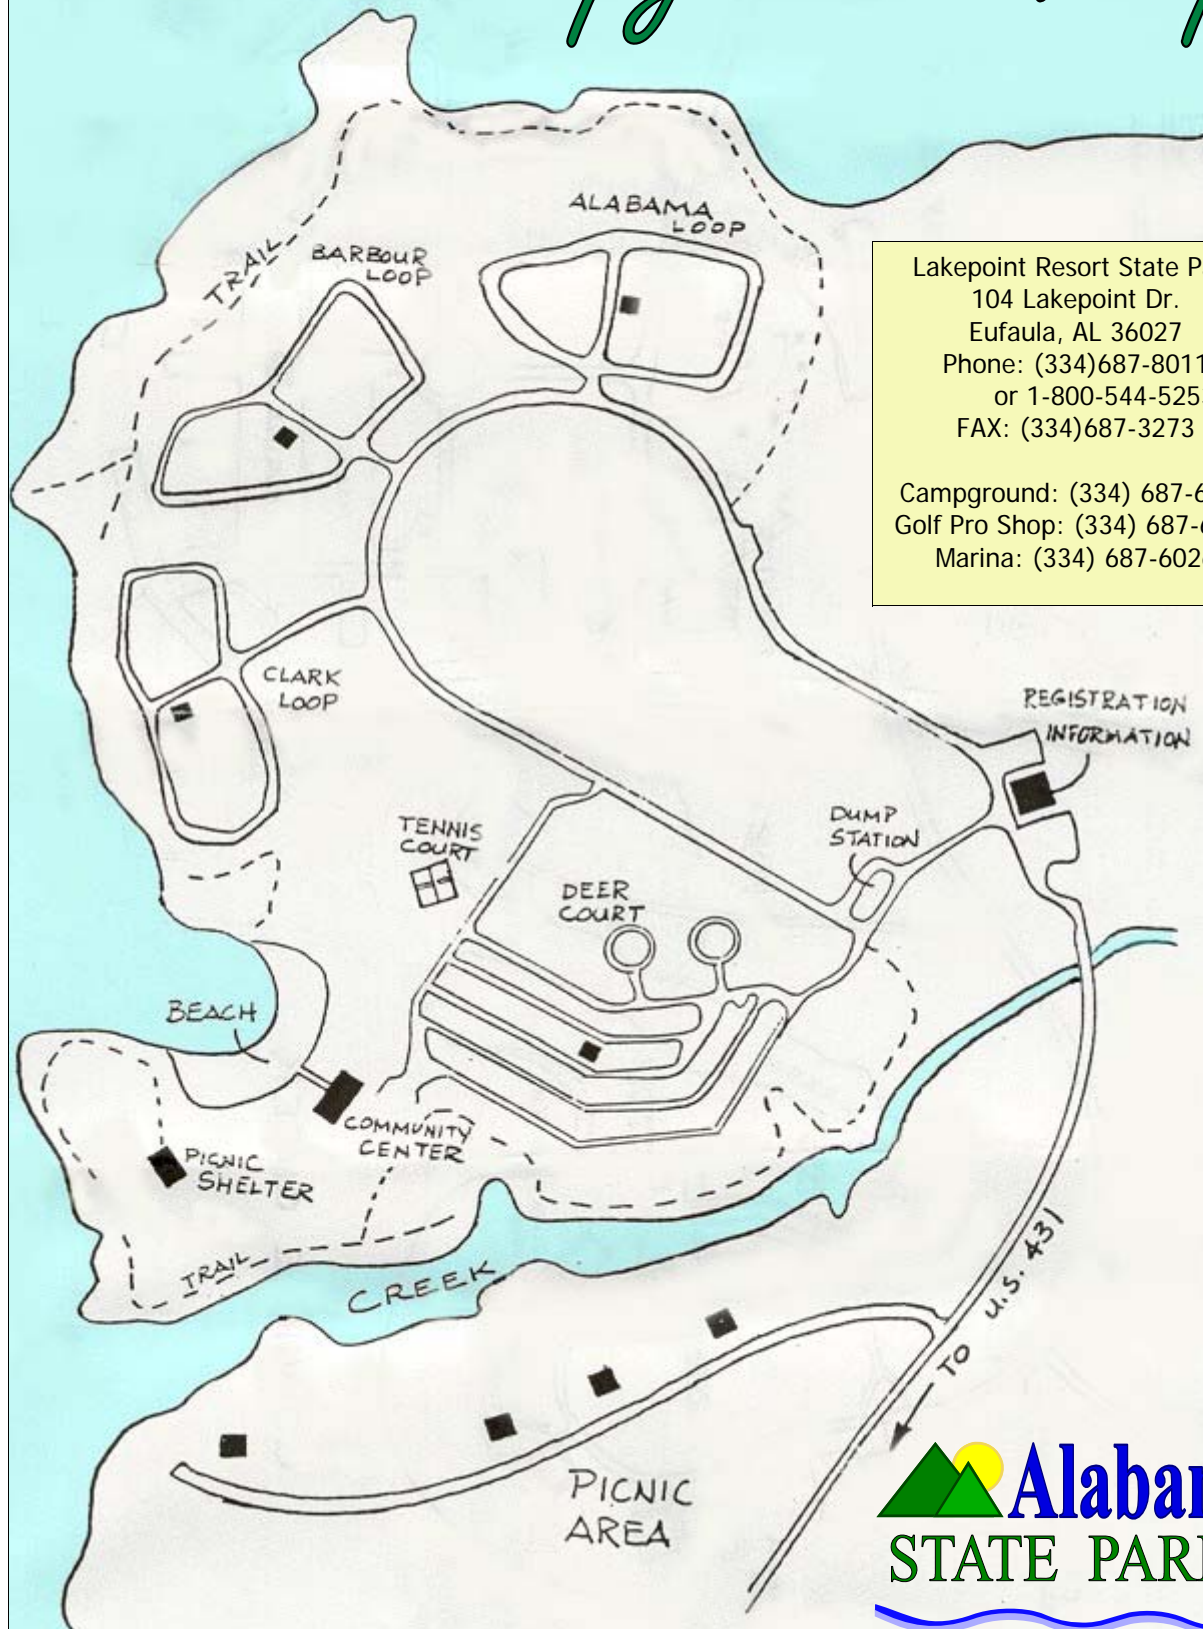 ALABAMA
LOOP
BARBOUR
LOOP
TRAIL
Lakepoint Resort State P
104 Lakepoint Dr.
Eufaula, AL 36027
Phone: (334)687-8011
or 1-800-544-525
FAX: (334)687-3273
Campground: (334) 687-6
Golf Pro Shop: (334) 687-6
Marina: (334) 687-602
CLARK
LOOP
REGISTRATION
INFORMATION
DUMP
STATION
TENNIS
COURT
DEER
COURT
BEACH
COMMUNITY
CENTER
PICNIC
SHELTER
TRAIL
CREEK
TO U.S. 431
PICNIC
AREA
Alabam
STATE PAR